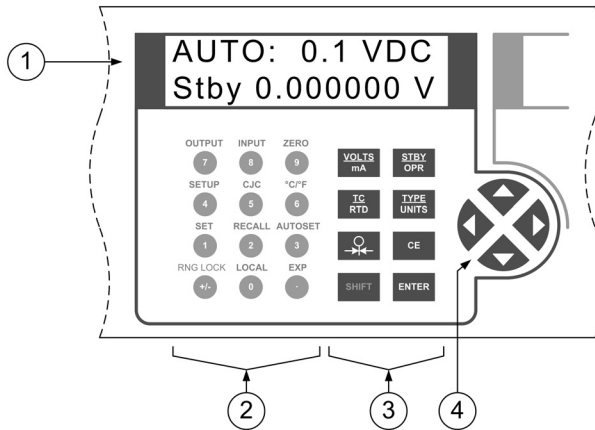 1
AUTO: 0.1 VDC
Stby 0.000000 V
OUTPUT INPUT ZERO
7 8 9
VOLTS STBY
mA OPR
SETUP CJC °C/°F
4 5 6
TC TYPE
RTD UNITS
SET RECALL AUTOSET
1 2 3
CE
RNG LOCK LOCAL EXP
+/- 0 .
SHIFT ENTER
2 3 4